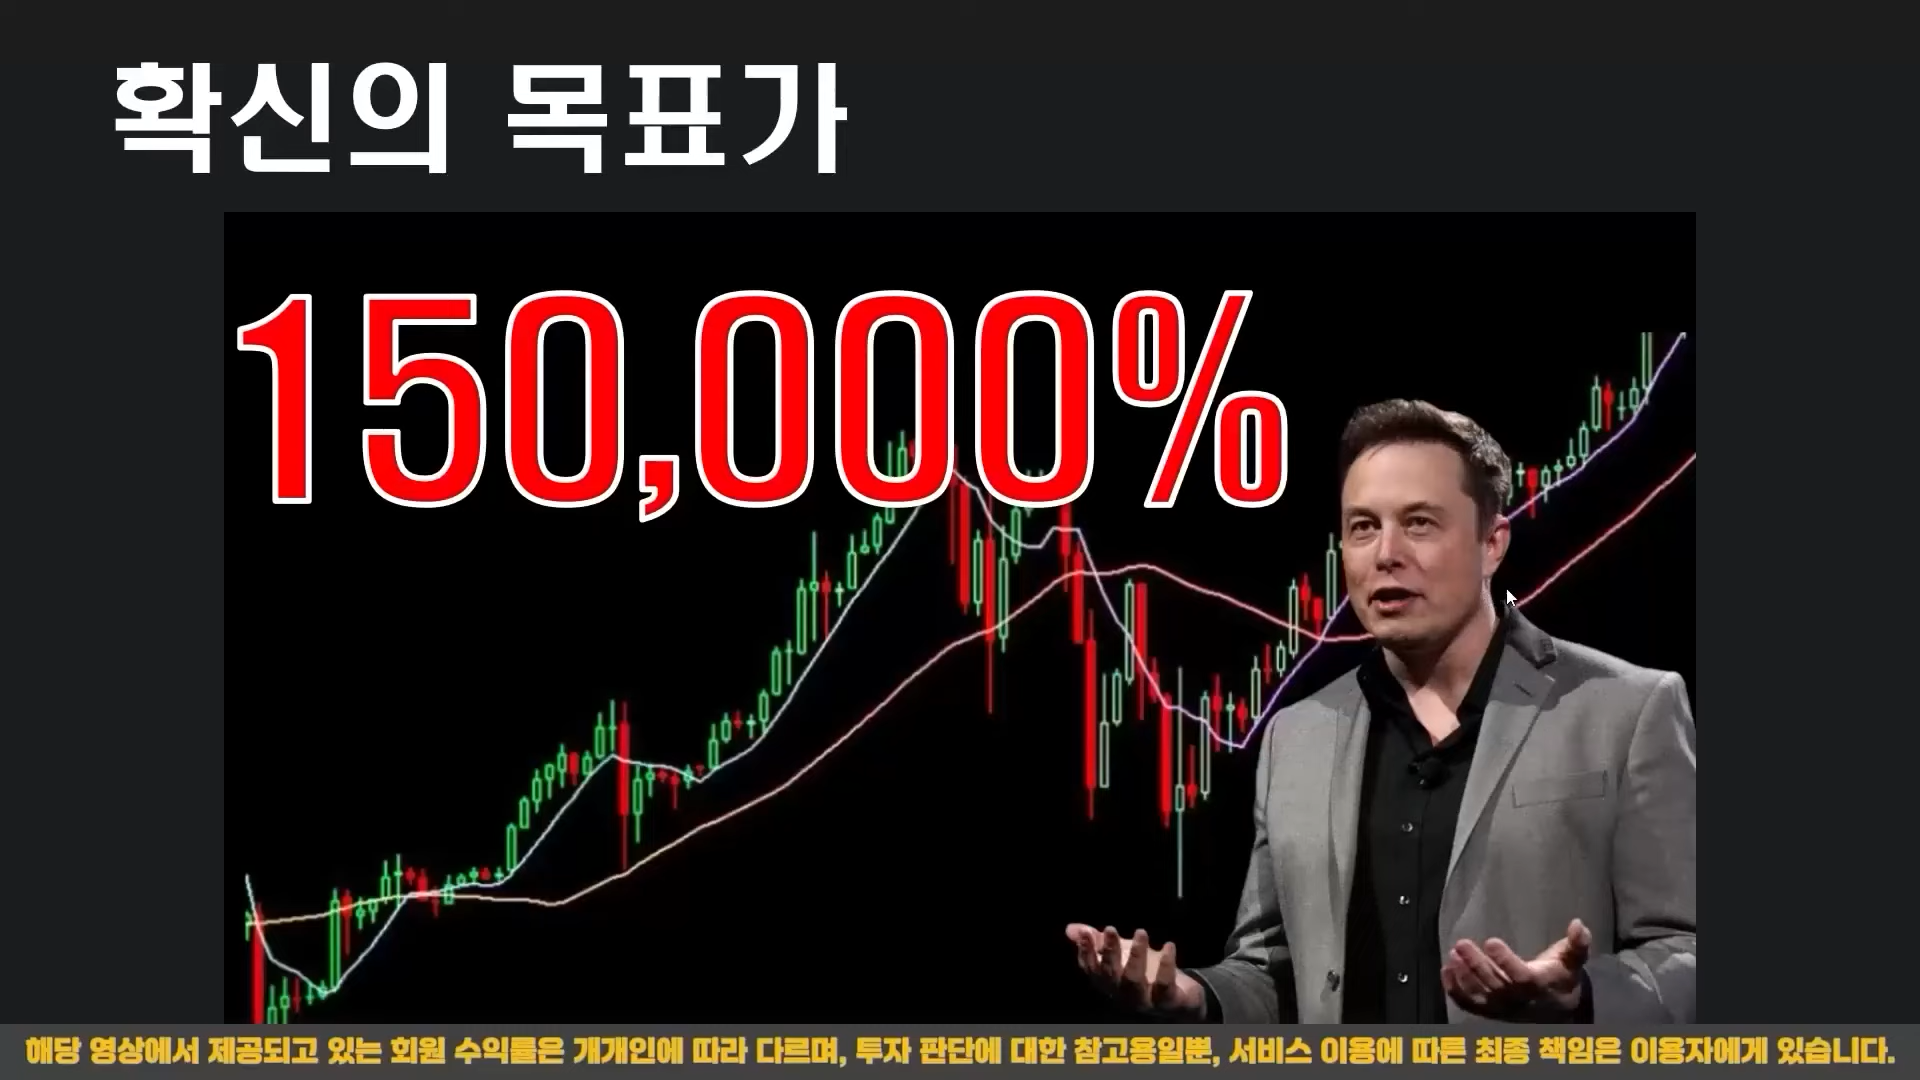 확신의 목표가
150,000%
해당 영상에서 제공되고 있는 회원 수익률은 개개인에 따라 다르며, 투자 판단에 대한 참고용일뿐, 서비스 이용에 따른 최종 책임은 이용자에게 있습니다.